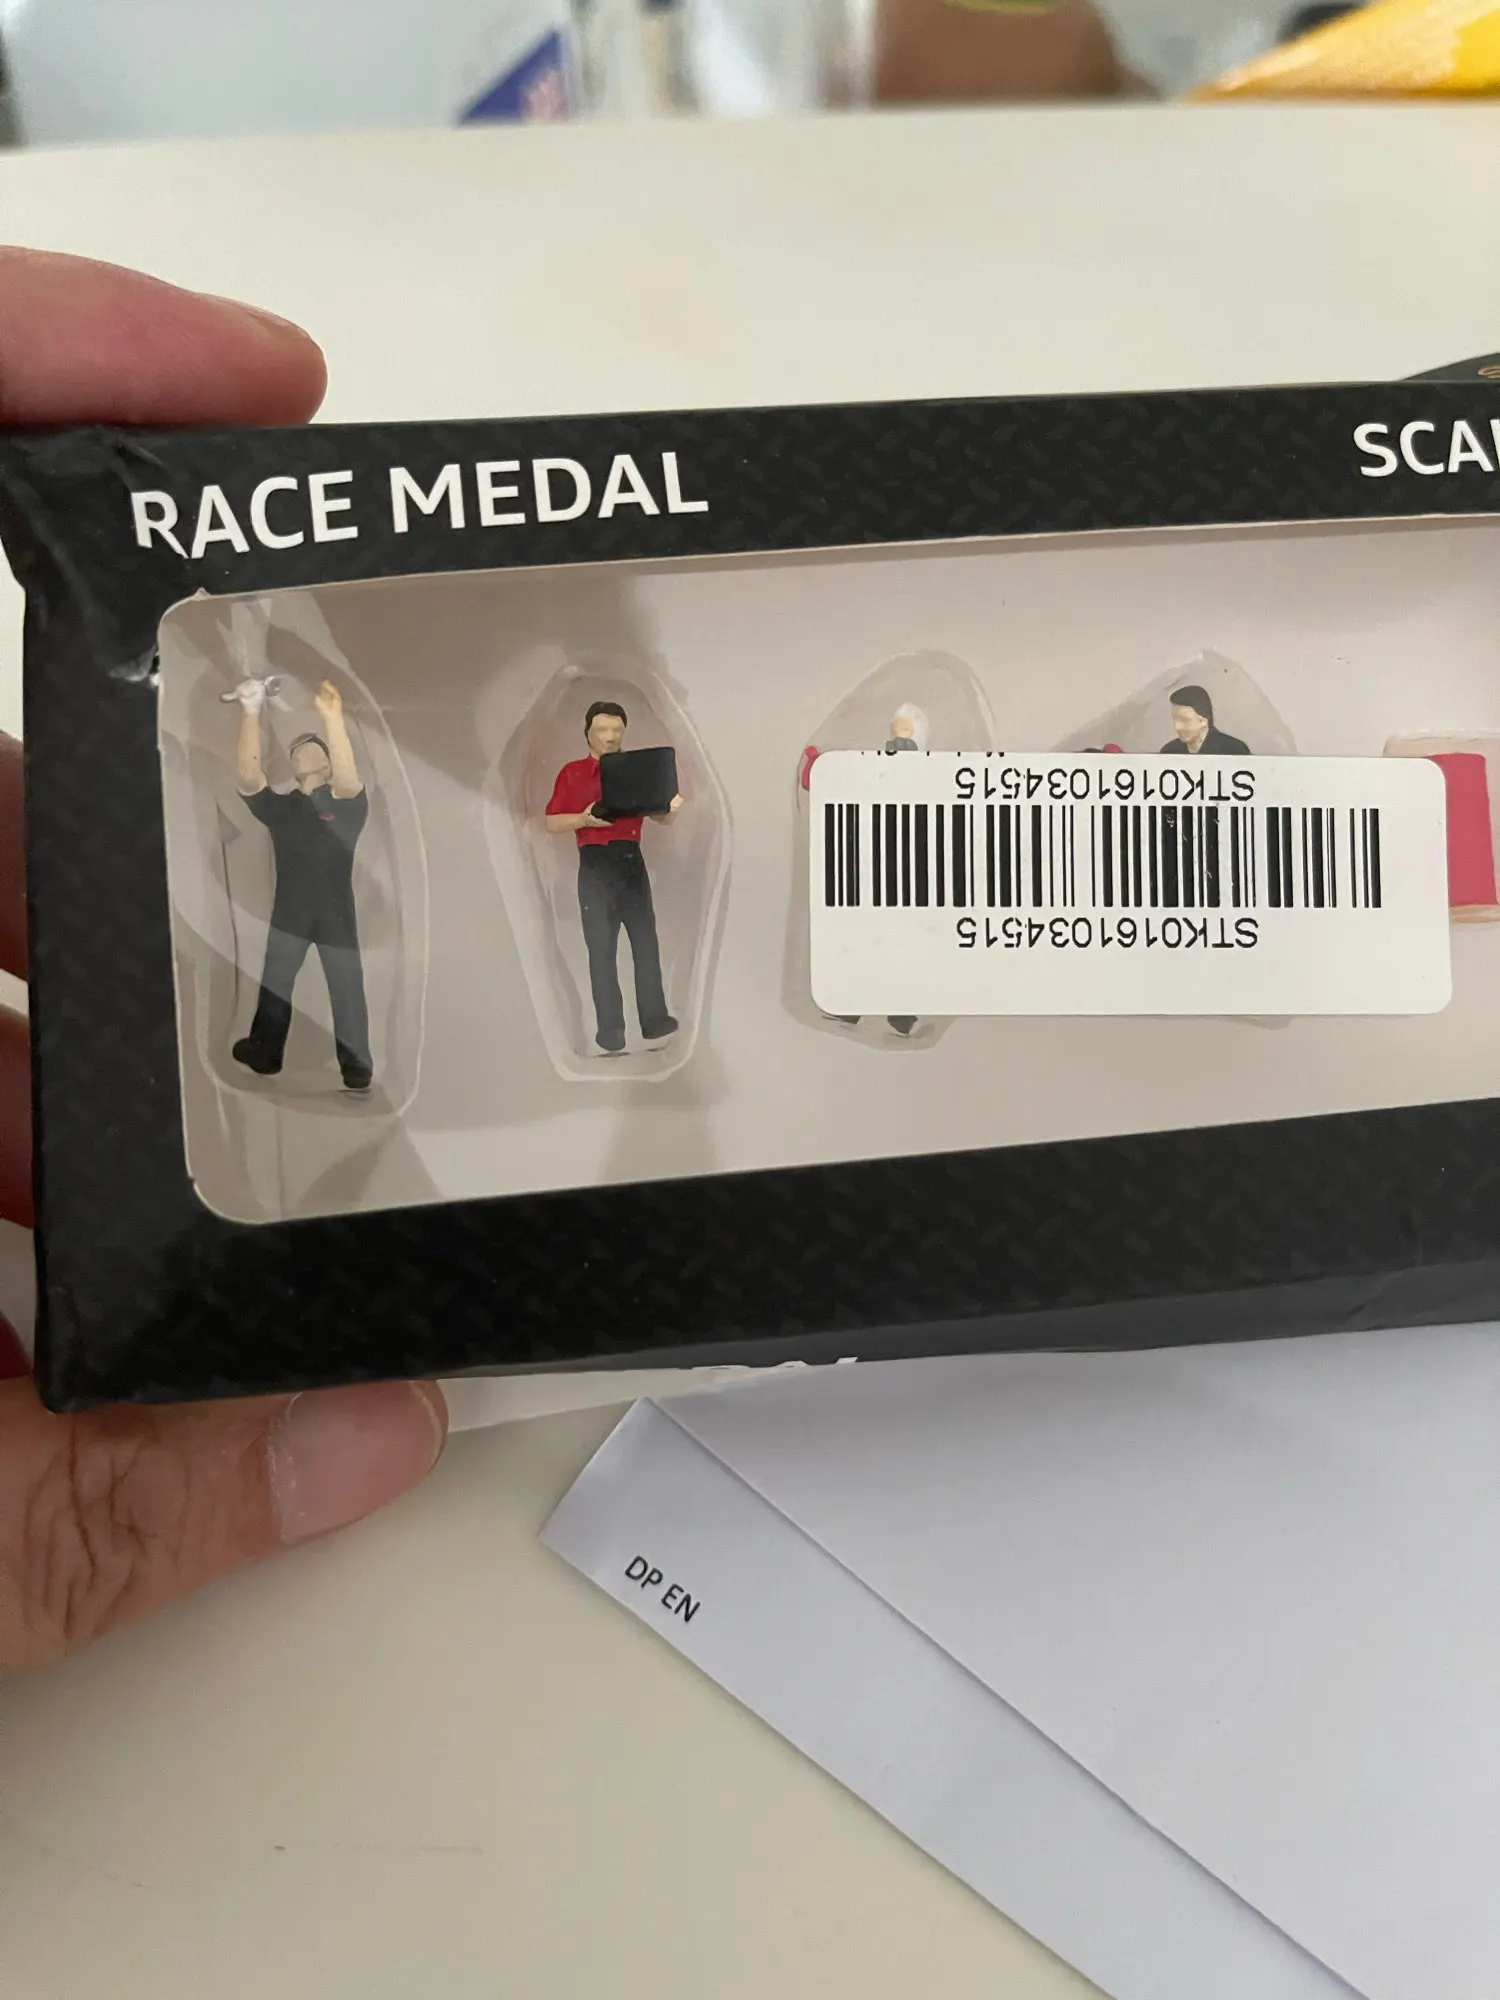 RACE MEDAL
SCA
STK0161034515
STK0161034515
DP EN